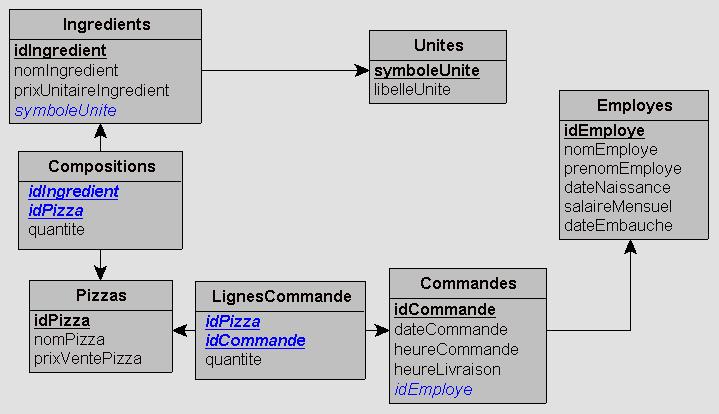 Ingredients
idIngredient
nomIngredient
prixUnitaireIngredient
symboleUnite
Unites
symboleUnite
libelleUnite
Employes
idEmploye
nomEmploye
prenomEmploye
dateNaissance
salaireMensuel
dateEmbauche
Compositions
idIngredient
idPizza
quantite
Pizzas
idPizza
nomPizza
prixVentePizza
LignesCommande
idPizza
idCommande
quantite
Commandes
idCommande
dateCommande
heureCommande
heureLivraison
idEmploye